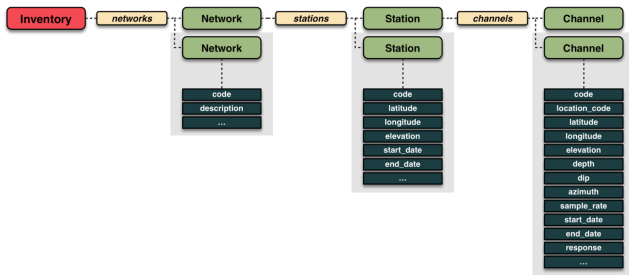 Inventory networks Network stations Station channels Channel
Network Station Channel
code code code
description latitude location_code
... longitude latitude
elevation longitude
start_date elevation
end_date depth
... dip
azimuth
sample_rate
start_date
end_date
response
...